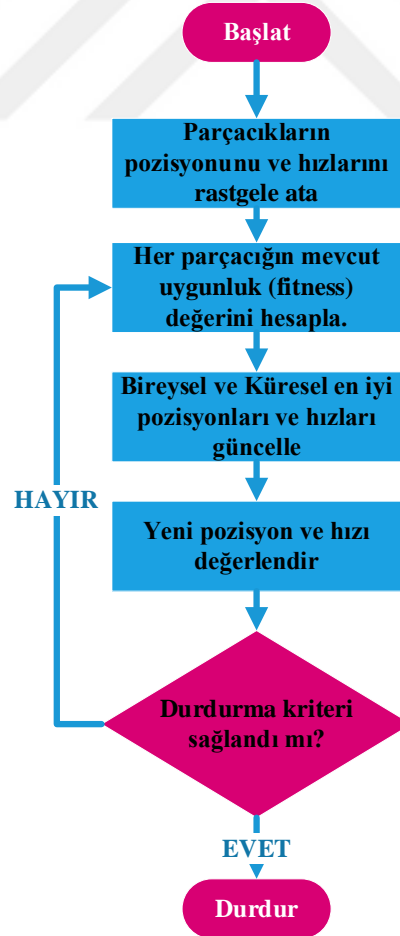 Başlat
Parçacıkların
pozisyonunu ve hızlarını
rastgele ata
Her parçacığın mevcut
uygunluk (fitness)
değerini hesapla.
Bireysel ve Küresel en iyi
pozisyonları ve hızları
güncelle
HAYIR
Yeni pozisyon ve hızı
değerlendir
Durdurma kriteri
sağlandı mı?
EVET
Durdur